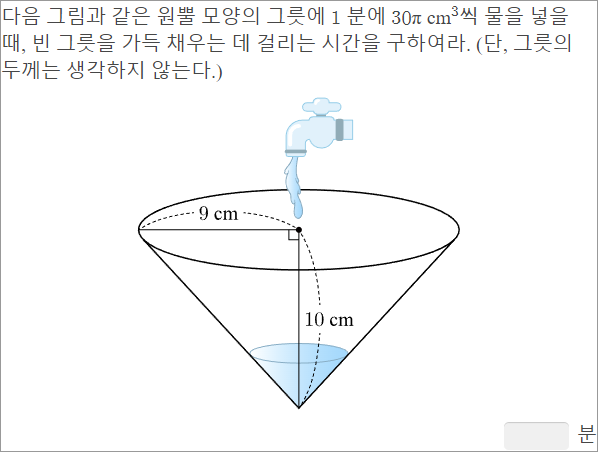 다음 그림과 같은 원뿔 모양의 그릇에 1 분에 30π cm³씩 물을 넣을
때, 빈 그릇을 가득 채우는 데 걸리는 시간을 구하여라. (단, 그릇의
두께는 생각하지 않는다.)
9 cm
10 cm
분